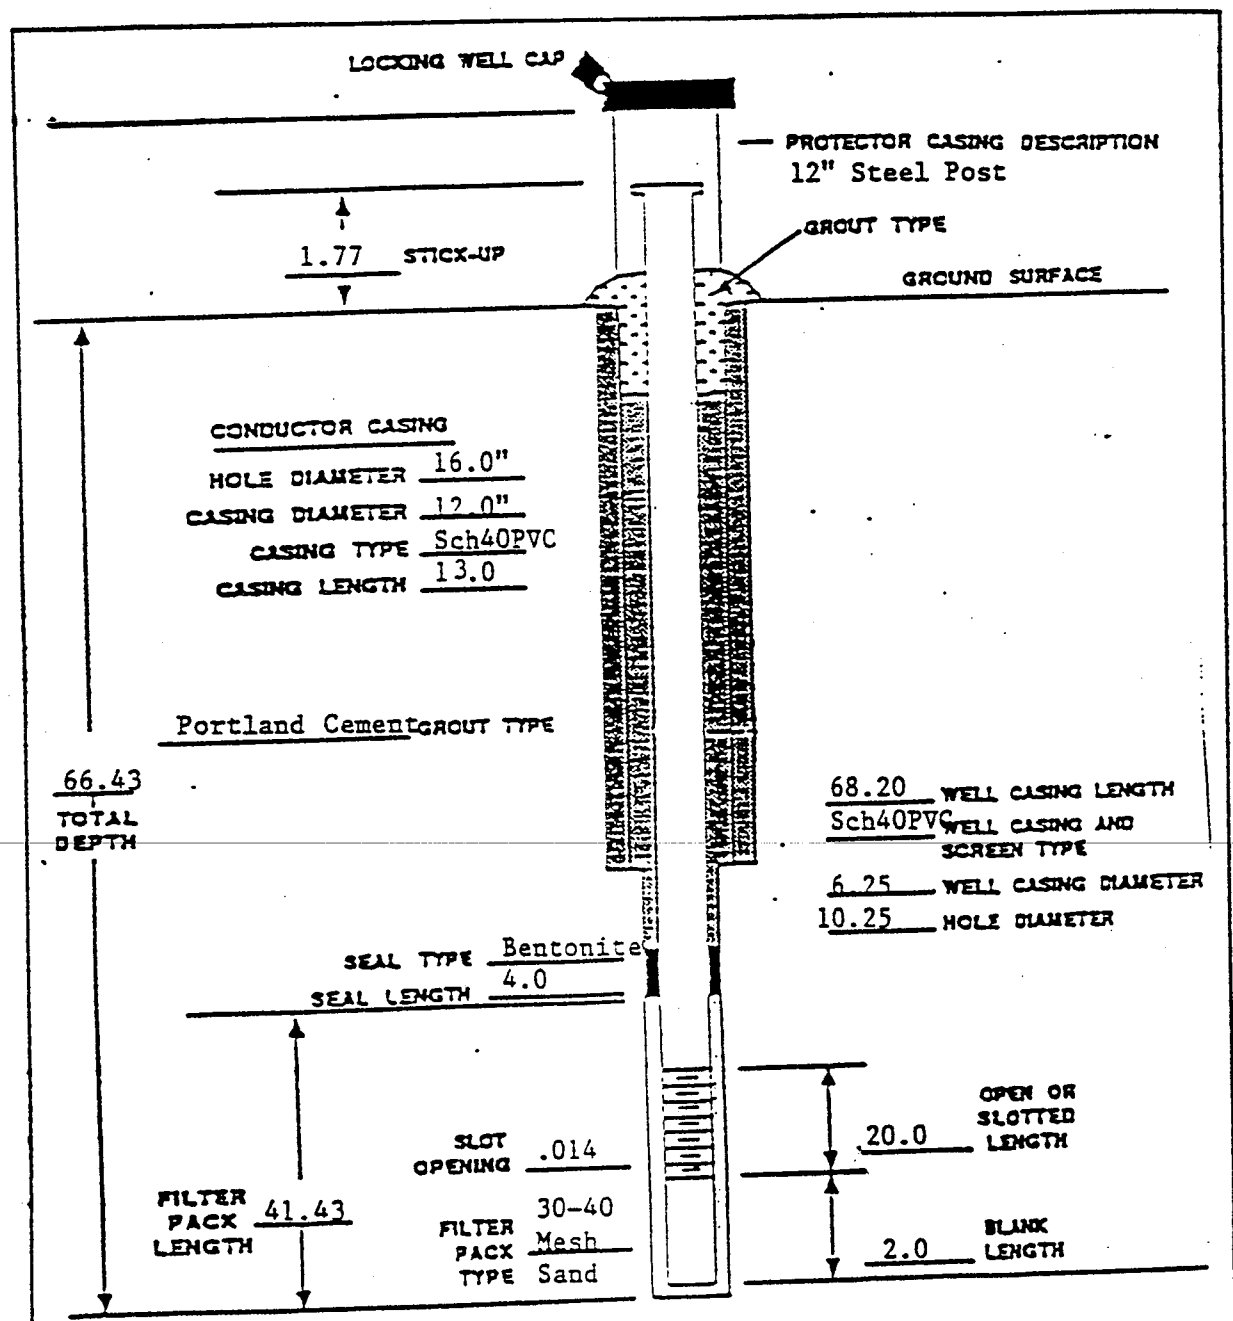 LOCKING WELL CAP
PROTECTOR CASING DESCRIPTION
12" Steel Post
GROUT TYPE
1.77 STICK-UP
GROUND SURFACE
CONDUCTOR CASING
HOLE DIAMETER 16.0"
CASING DIAMETER 12.0"
CASING TYPE Sch40PVC
CASING LENGTH 13.0
Portland Cement GROUT TYPE
66.43
TOTAL
DEPTH
68.20 WELL CASING LENGTH
Sch40PVC WELL CASING AND
SCREEN TYPE
6.25 WELL CASING DIAMETER
10.25 HOLE DIAMETER
SEAL TYPE Bentonite
SEAL LENGTH 4.0
OPEN OR
SLOTTED
20.0 LENGTH
SLOT
OPENING .014
FILTER
PACK 41.43
LENGTH
30-40
FILTER
PACK Mesh
TYPE Sand
BLANK
2.0 LENGTH